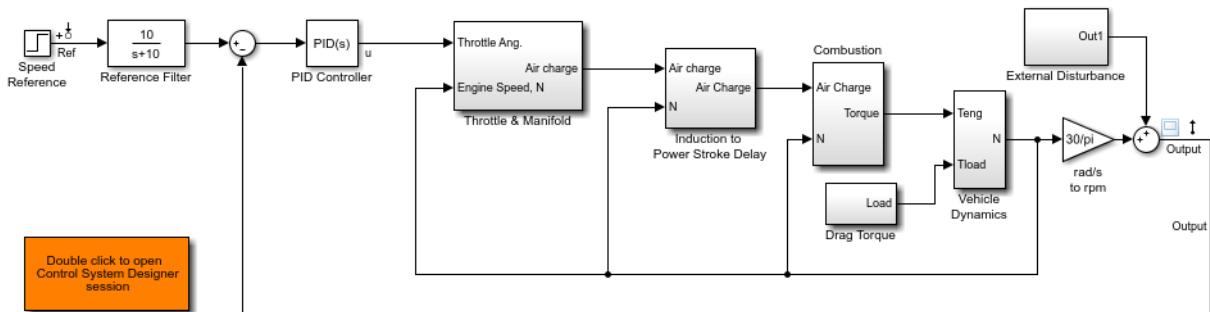 Speed
Reference
Ref
10
s+10
Reference Filter
+
−
PID(s)
u
PID Controller
Throttle Ang.
Air charge
Engine Speed, N
Throttle & Manifold
Air charge
Air Charge
N
Induction to
Power Stroke Delay
Combustion
Air Charge
Torque
N
Load
Drag Torque
Teng
N
Tload
Vehicle
Dynamics
Out1
External Disturbance
30/pi
rad/s
to rpm
+
+
Output
Output
Double click to open
Control System Designer
session